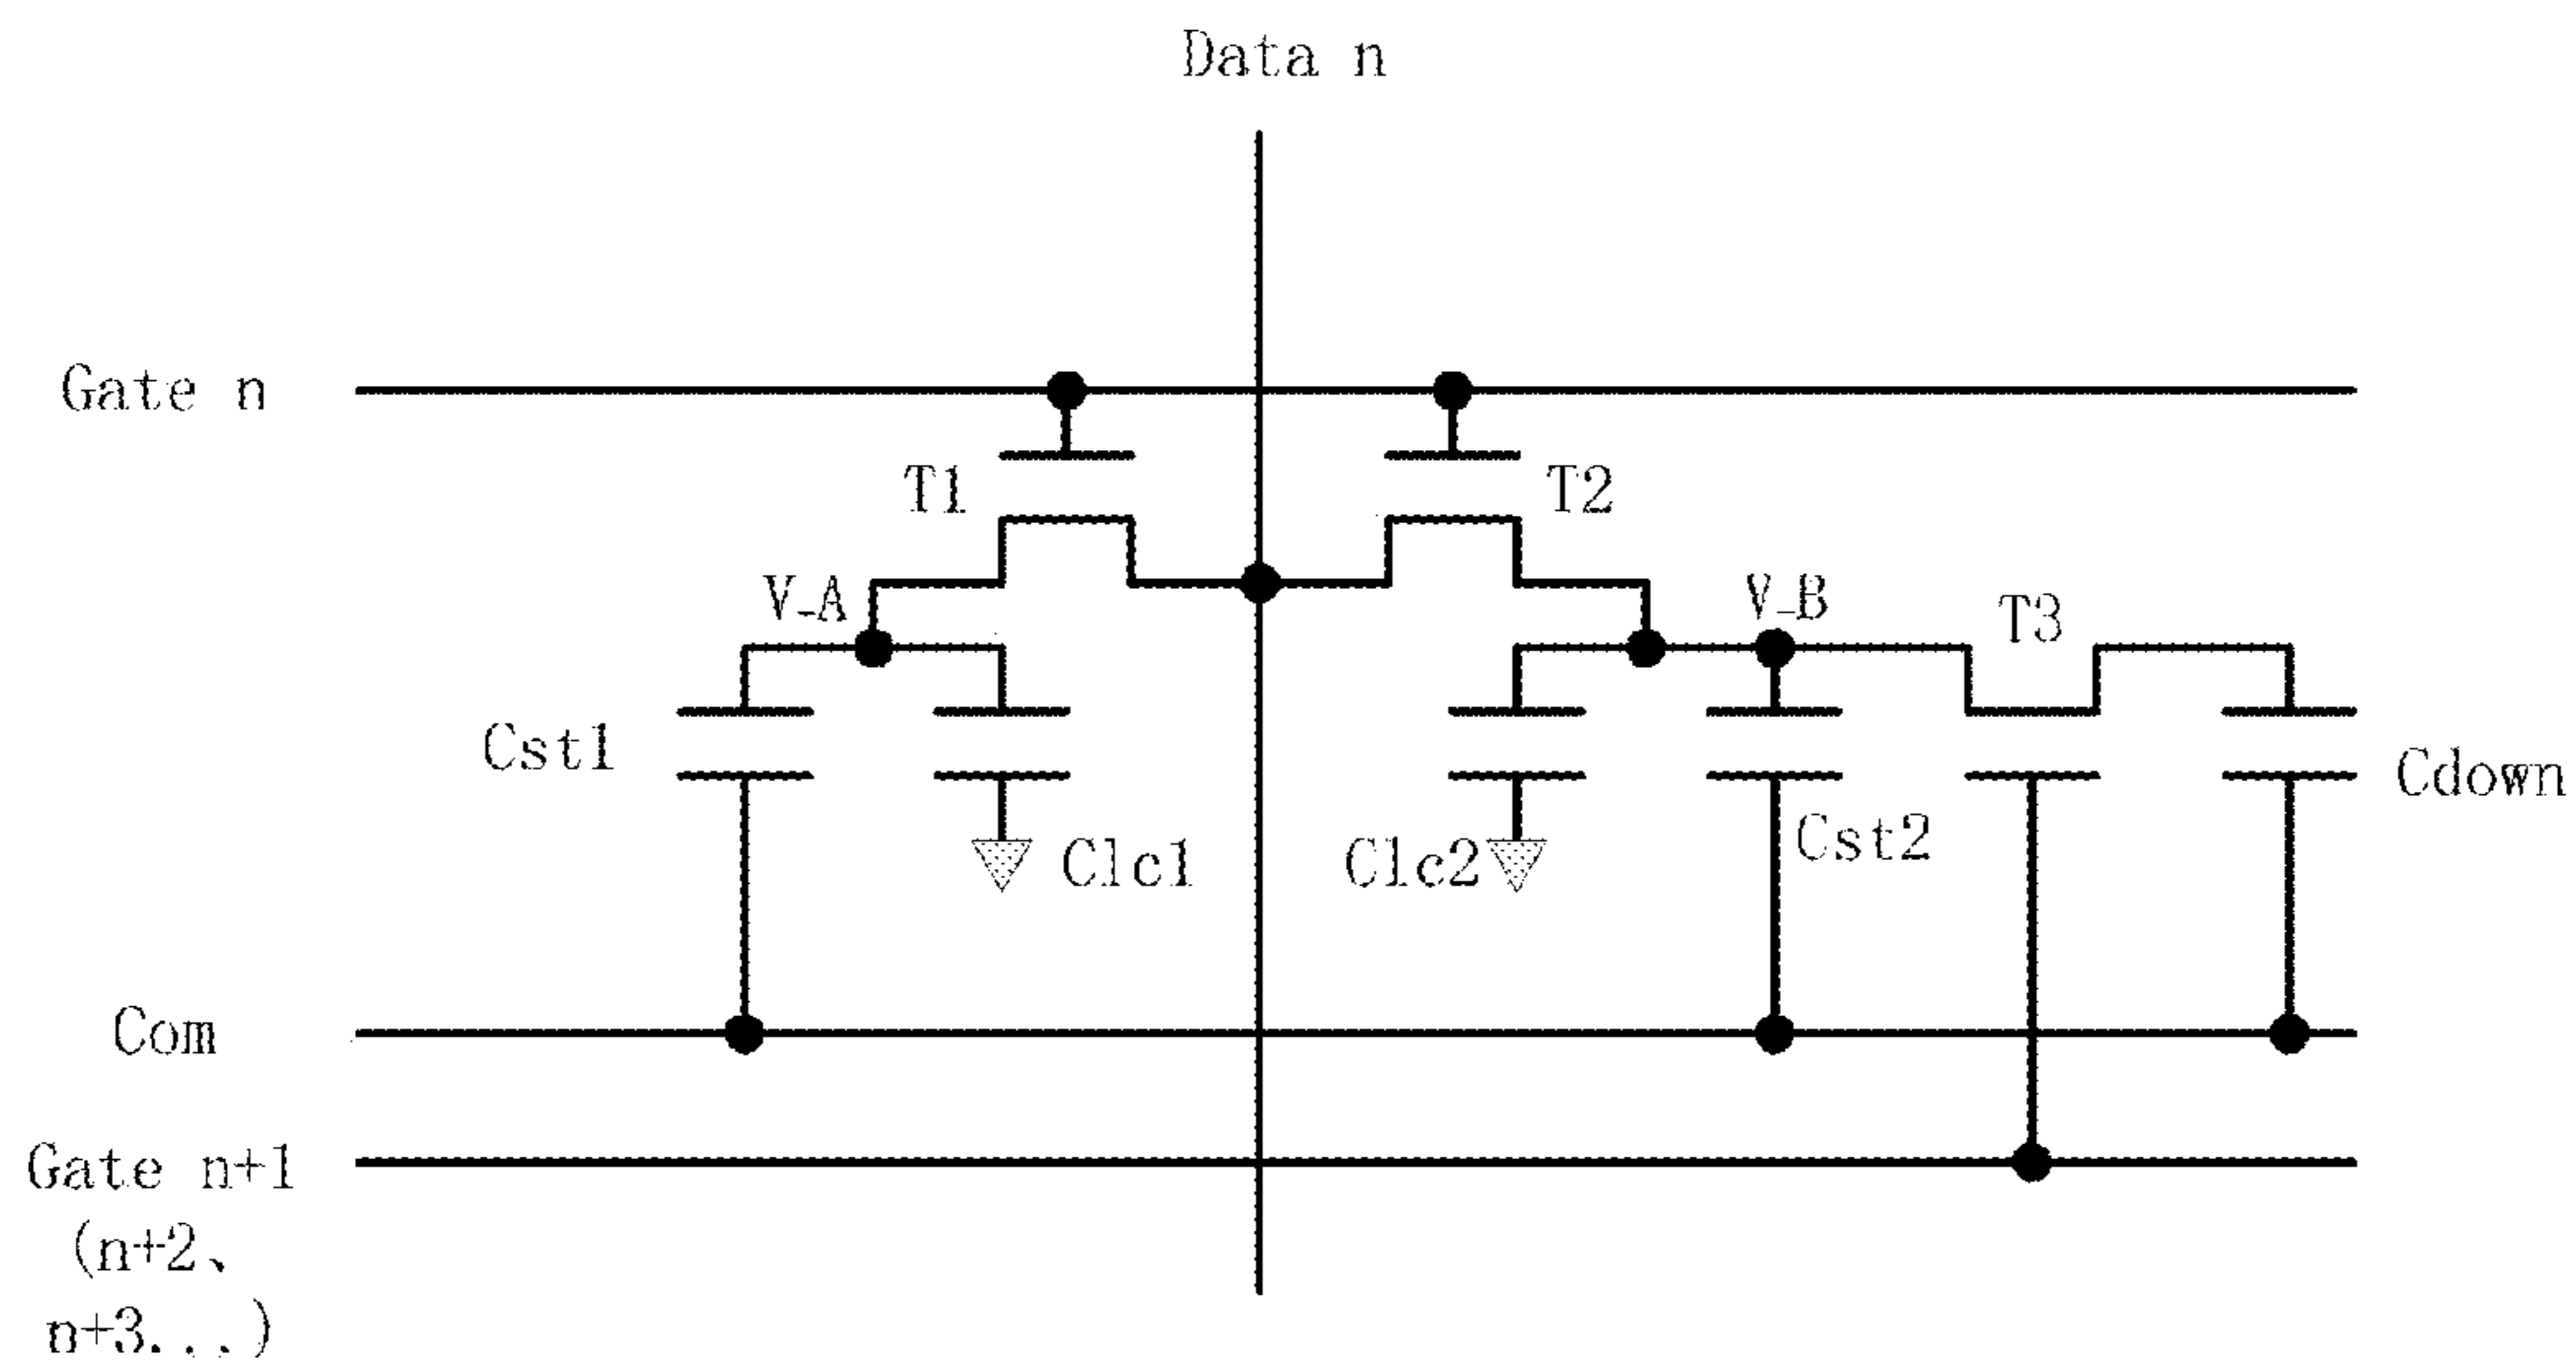 Data n
Gate n
T1
T2
V_A
V_B
T3
Cst1
Cdown
Clc1
Clc2
Cst2
Com
Gate n+1
(n+2、
n+3...)